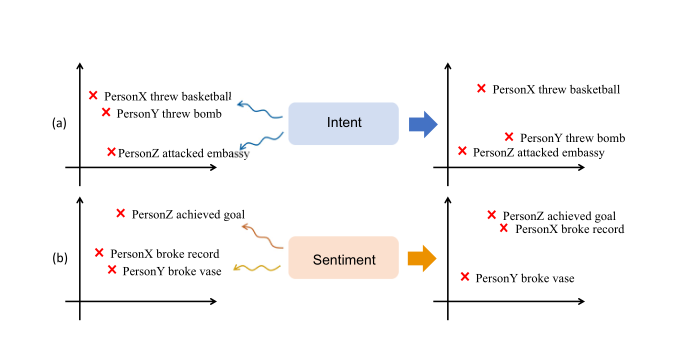 PersonX threw basketball
PersonY threw bomb
(a)
PersonZ attacked embassy
Intent
PersonX threw basketball
PersonY threw bomb
PersonZ attacked embassy
PersonZ achieved goal
(b)
PersonX broke record
PersonY broke vase
Sentiment
PersonZ achieved goal
PersonX broke record
PersonY broke vase